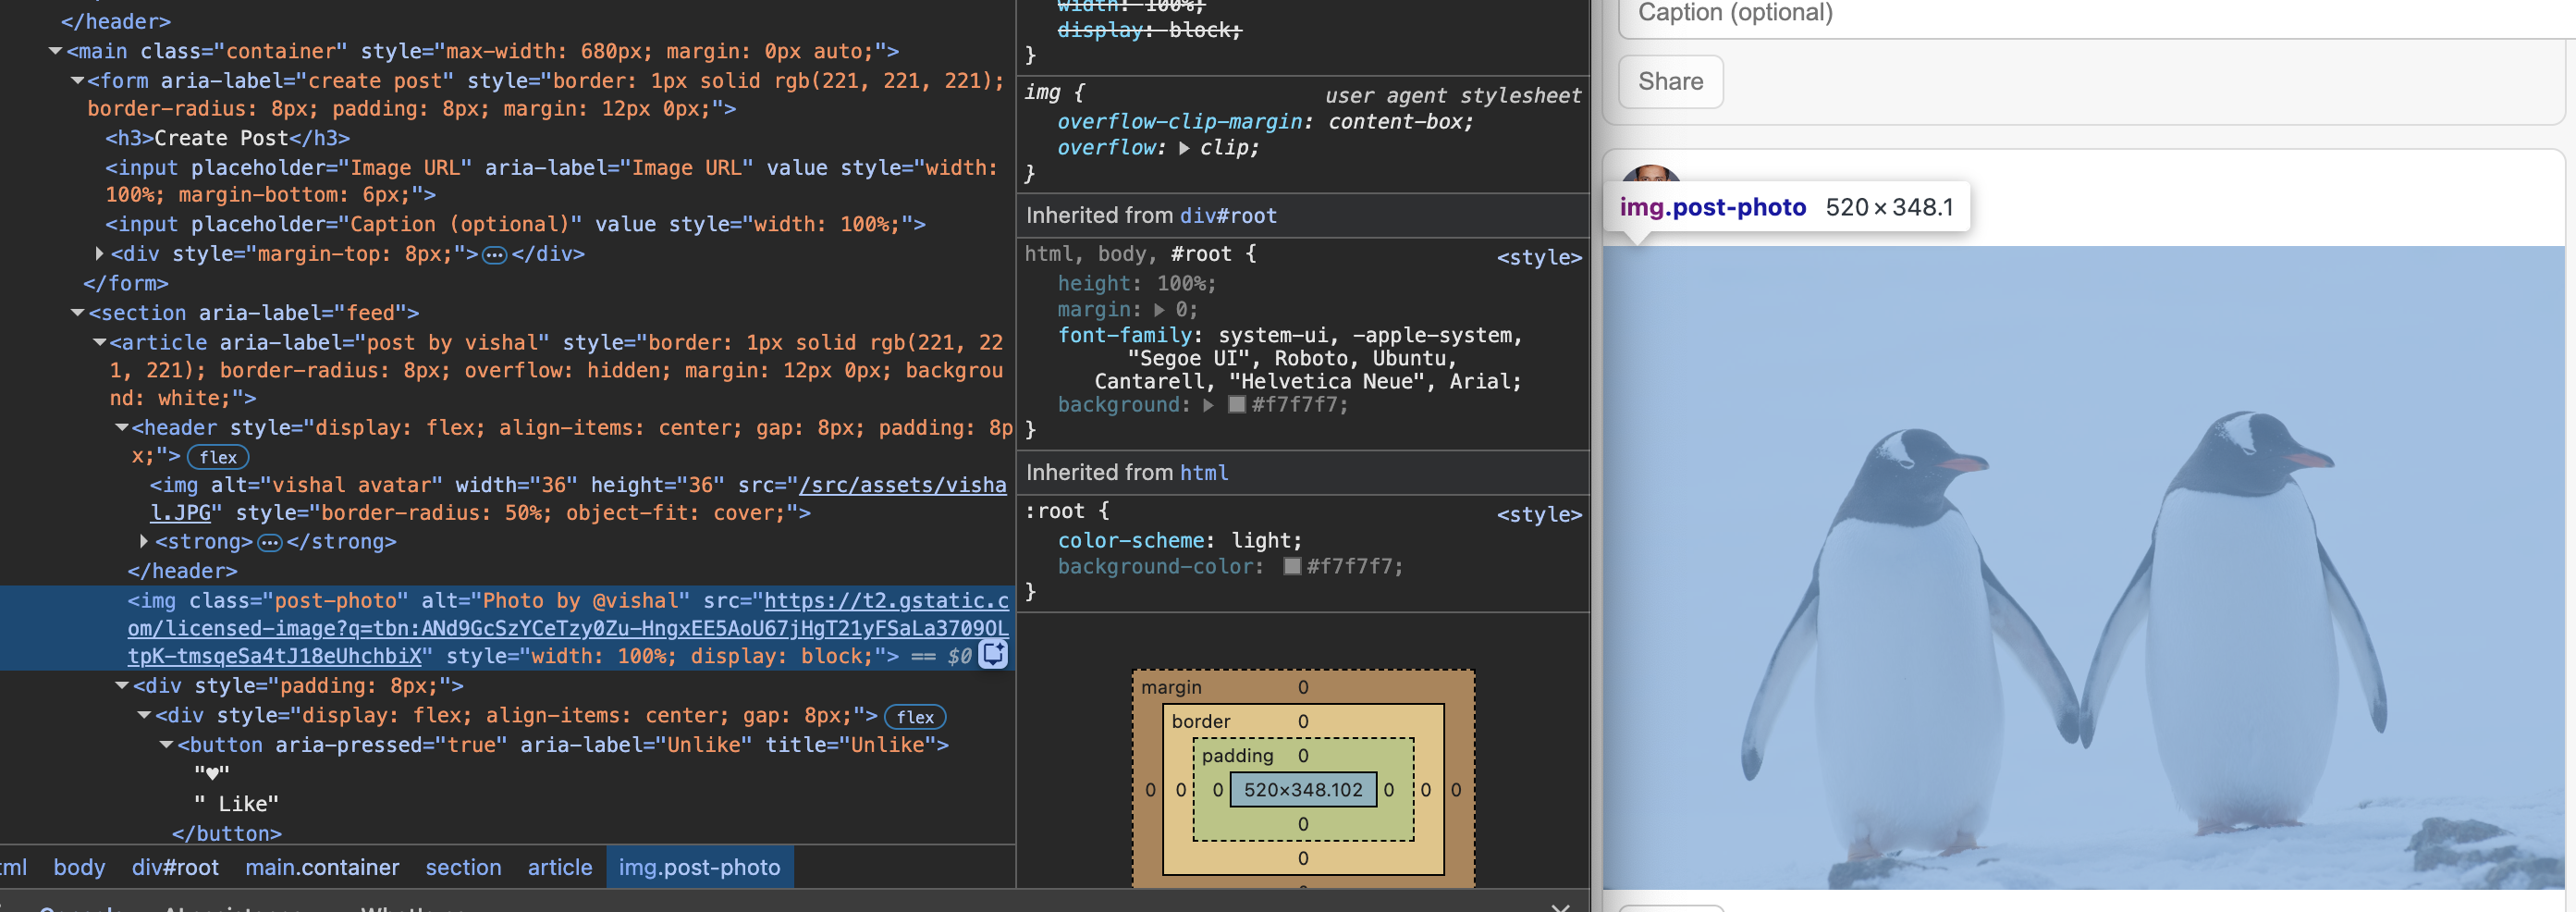 </header>
<main class="container" style="max-width: 680px; margin: 0px auto;">
<form aria-label="create post" style="border: 1px solid rgb(221, 221, 221);
border-radius: 8px; padding: 8px; margin: 12px 0px;">
<h3>Create Post</h3>
<input placeholder="Image URL" aria-label="Image URL" value style="width:
100%; margin-bottom: 6px;">
<input placeholder="Caption (optional)" value style="width: 100%;">
<div style="margin-top: 8px;">…</div>
</form>
<section aria-label="feed">
<article aria-label="post by vishal" style="border: 1px solid rgb(221, 22
1, 221); border-radius: 8px; overflow: hidden; margin: 12px 0px; backgrou
nd: white;">
<header style="display: flex; align-items: center; gap: 8px; padding: 8p
x;"> flex
<img alt="vishal avatar" width="36" height="36" src="/src/assets/visha
l.JPG" style="border-radius: 50%; object-fit: cover;">
<strong>…</strong>
</header>
<img class="post-photo" alt="Photo by @vishal" src="https://t2.gstatic.c
om/licensed-image?q=tbn:ANd9GcSzYCeTzy0Zu-HngxEE5AoU67jHgT21yFSaLa3709OL
tpK-tmsqeSa4tJ18eUhchbiX" style="width: 100%; display: block;"> == $0
<div style="padding: 8px;">
<div style="display: flex; align-items: center; gap: 8px;"> flex
<button aria-pressed="true" aria-label="Unlike" title="Unlike">
"♥"
" Like"
</button>
body div#root main.container section article img.post-photo
width: 100%;
display: block;
}
img { user agent stylesheet
overflow-clip-margin: content-box;
overflow: clip;
}
Inherited from div#root
html, body, #root { <style>
height: 100%;
margin: 0;
font-family: system-ui, -apple-system,
"Segoe UI", Roboto, Ubuntu,
Cantarell, "Helvetica Neue", Arial;
background: #f7f7f7;
}
Inherited from html
:root { <style>
color-scheme: light;
background-color: #f7f7f7;
}
margin 0
border 0
padding 0
0 0 0 520×348.102 0 0 0
0
0
Caption (optional)
Share
img.post-photo 520 × 348.1